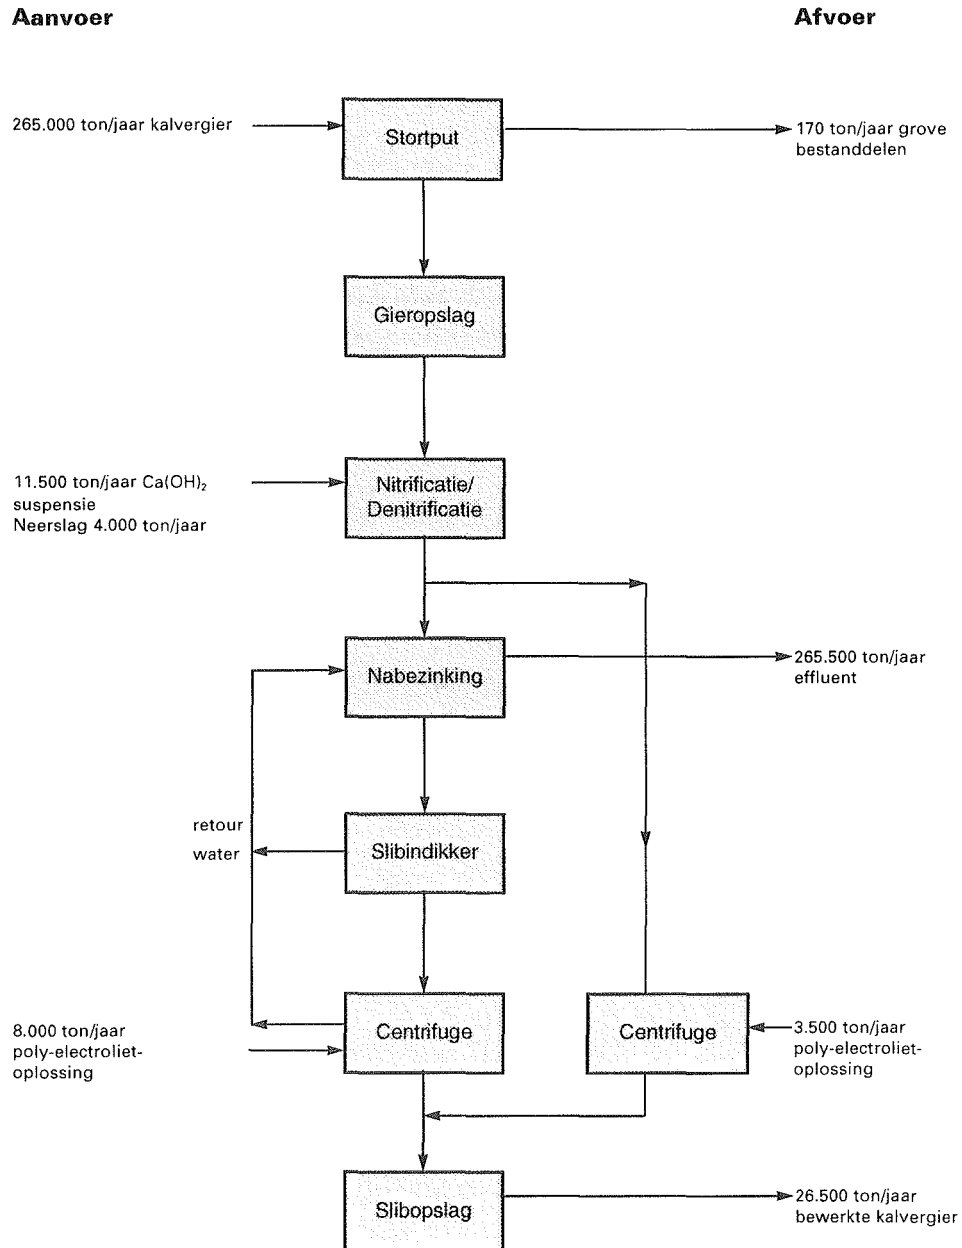 Aanvoer
Afvoer
265.000 ton/jaar kalvergier
Stortput
170 ton/jaar grove
bestanddelen
Gieropslag
11.500 ton/jaar Ca(OH)₂
suspensie
Neerslag 4.000 ton/jaar
Nitrificatie/
Denitrificatie
Nabezinking
265.500 ton/jaar
effluent
retour
water
Slibindikker
8.000 ton/jaar
poly-electroliet-
oplossing
Centrifuge
Centrifuge
3.500 ton/jaar
poly-electroliet-
oplossing
Slibopslag
26.500 ton/jaar
bewerkte kalvergier